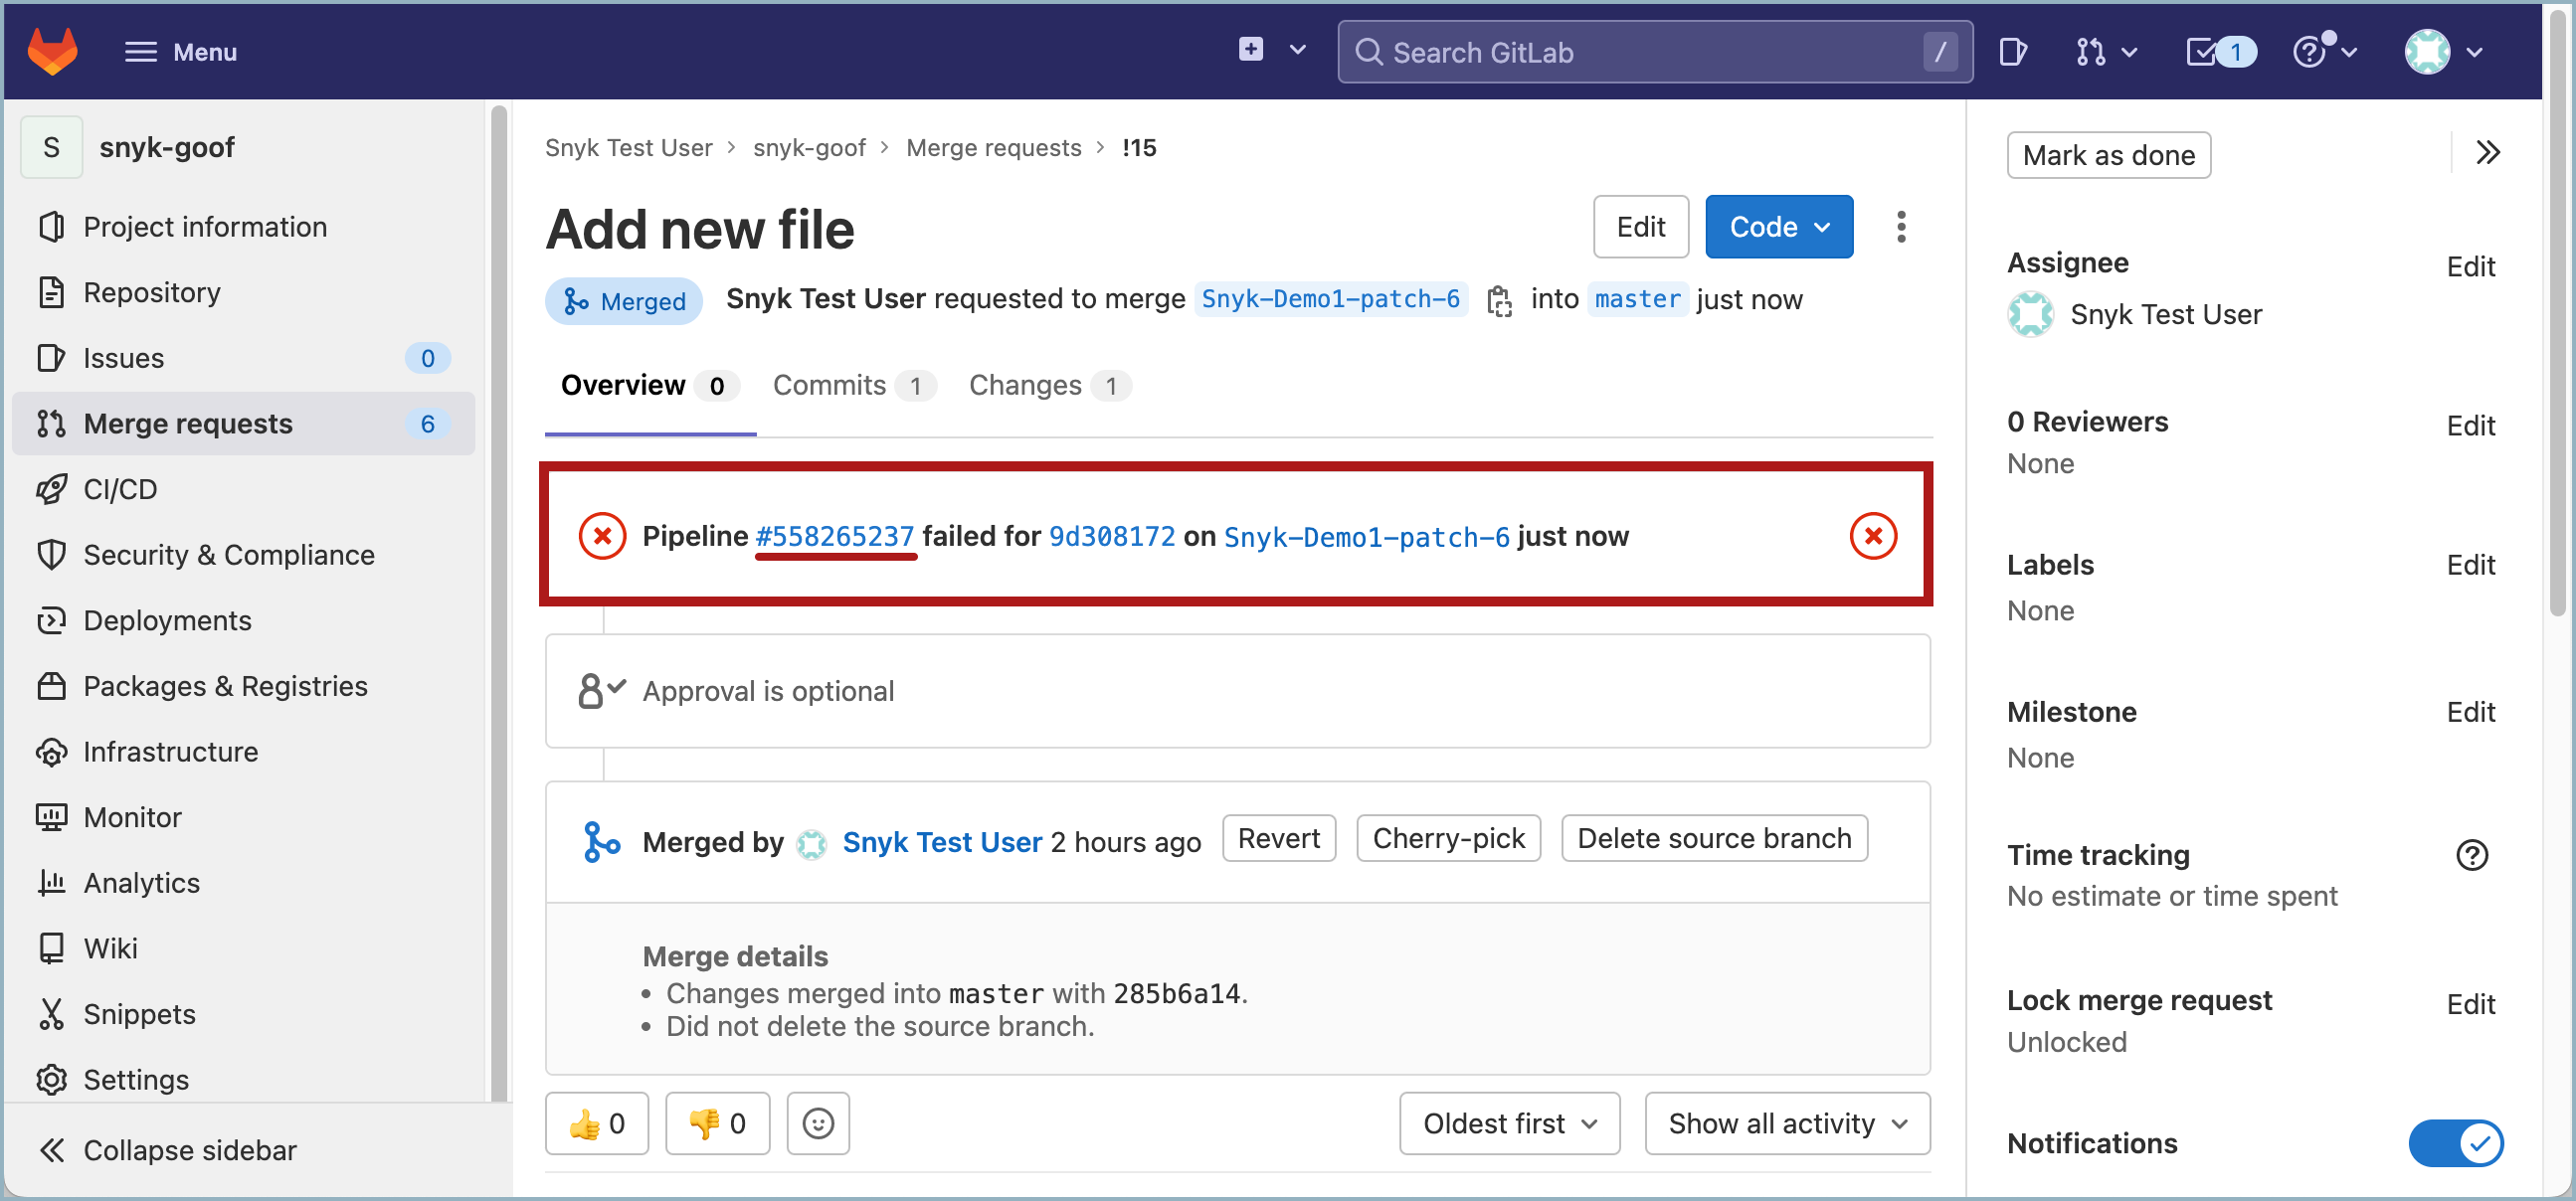 Menu
Search GitLab
/
1
S
snyk-goof
Project information
Repository
Issues 0
Merge requests 6
CI/CD
Security & Compliance
Deployments
Packages & Registries
Infrastructure
Monitor
Analytics
Wiki
Snippets
Settings
Collapse sidebar
Snyk Test User > snyk-goof > Merge requests > !15
Add new file
Edit
Code
Merged Snyk Test User requested to merge Snyk-Demo1-patch-6 into master just now
Overview 0 Commits 1 Changes 1
Pipeline #558265237 failed for 9d308172 on Snyk-Demo1-patch-6 just now
Approval is optional
Merged by Snyk Test User 2 hours ago Revert Cherry-pick Delete source branch
Merge details
• Changes merged into master with 285b6a14.
• Did not delete the source branch.
0 0 Oldest first Show all activity
Mark as done
Assignee Edit
Snyk Test User
0 Reviewers Edit
None
Labels Edit
None
Milestone Edit
None
Time tracking
No estimate or time spent
Lock merge request Edit
Unlocked
Notifications